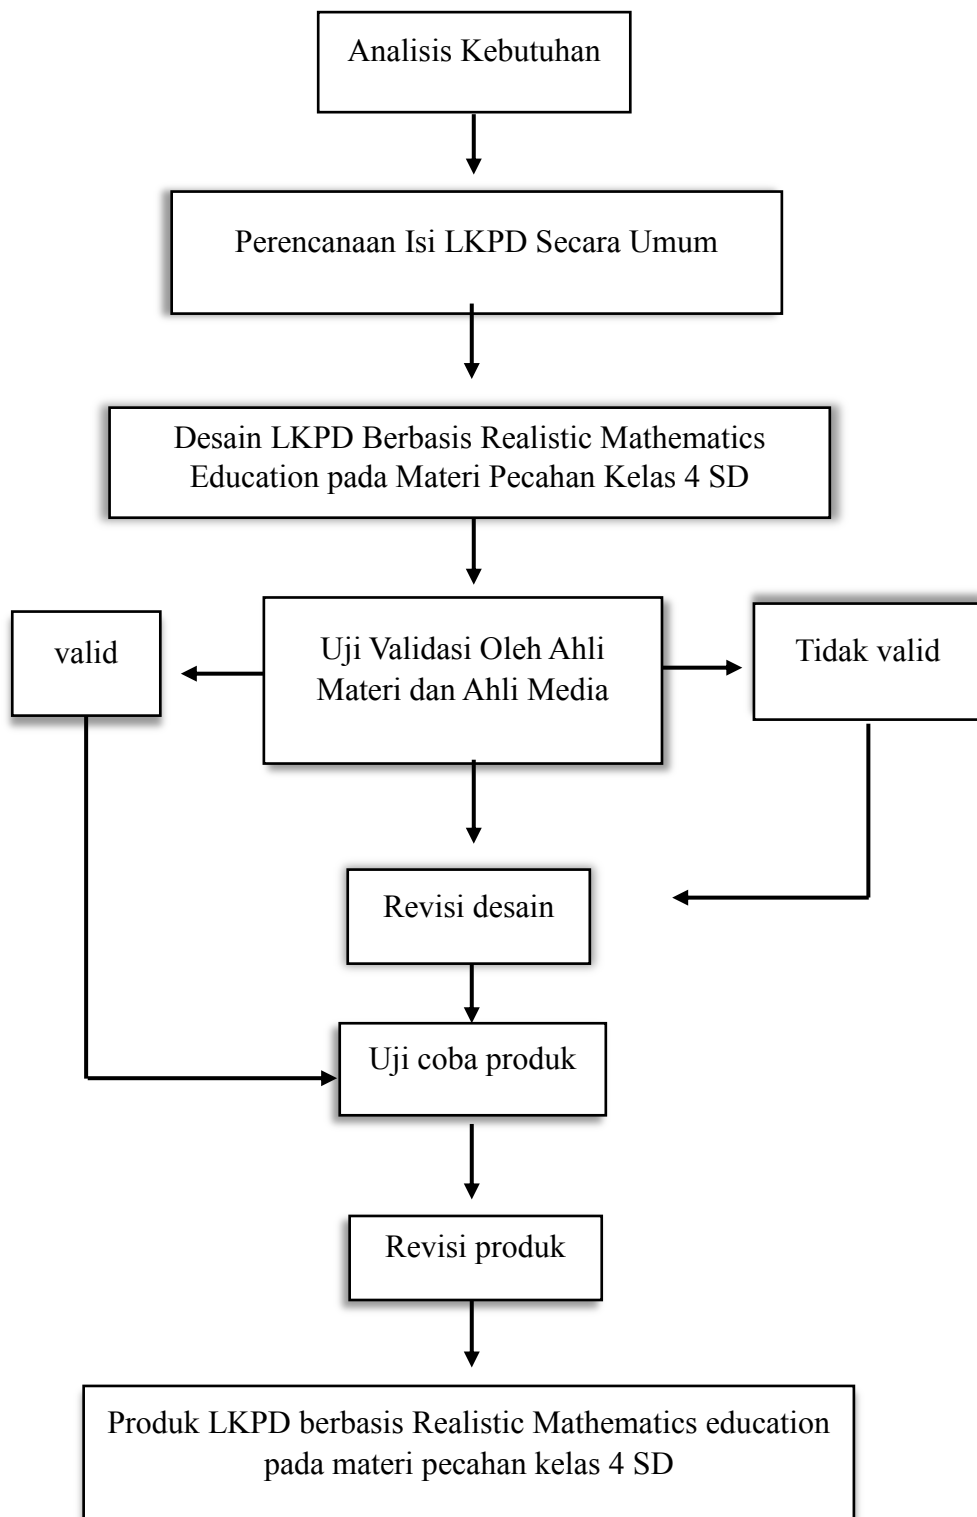 Analisis Kebutuhan
Perencanaan Isi LKPD Secara Umum
Desain LKPD Berbasis Realistic Mathematics
Education pada Materi Pecahan Kelas 4 SD
valid
Uji Validasi Oleh Ahli
Materi dan Ahli Media
Tidak valid
Revisi desain
Uji coba produk
Revisi produk
Produk LKPD berbasis Realistic Mathematics education
pada materi pecahan kelas 4 SD